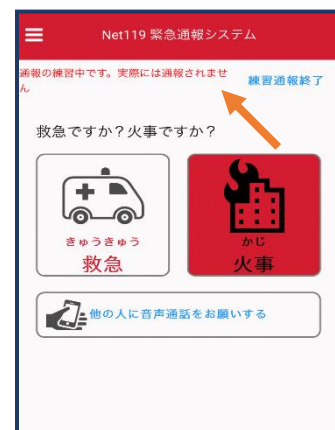 Net119 緊急通報システム
通報の練習中です。実際には通報されませ
ん
練習通報終了
救急ですか？火事ですか？
きゅうきゅう
救急
かじ
火事
他の人に音声通話をお願いする